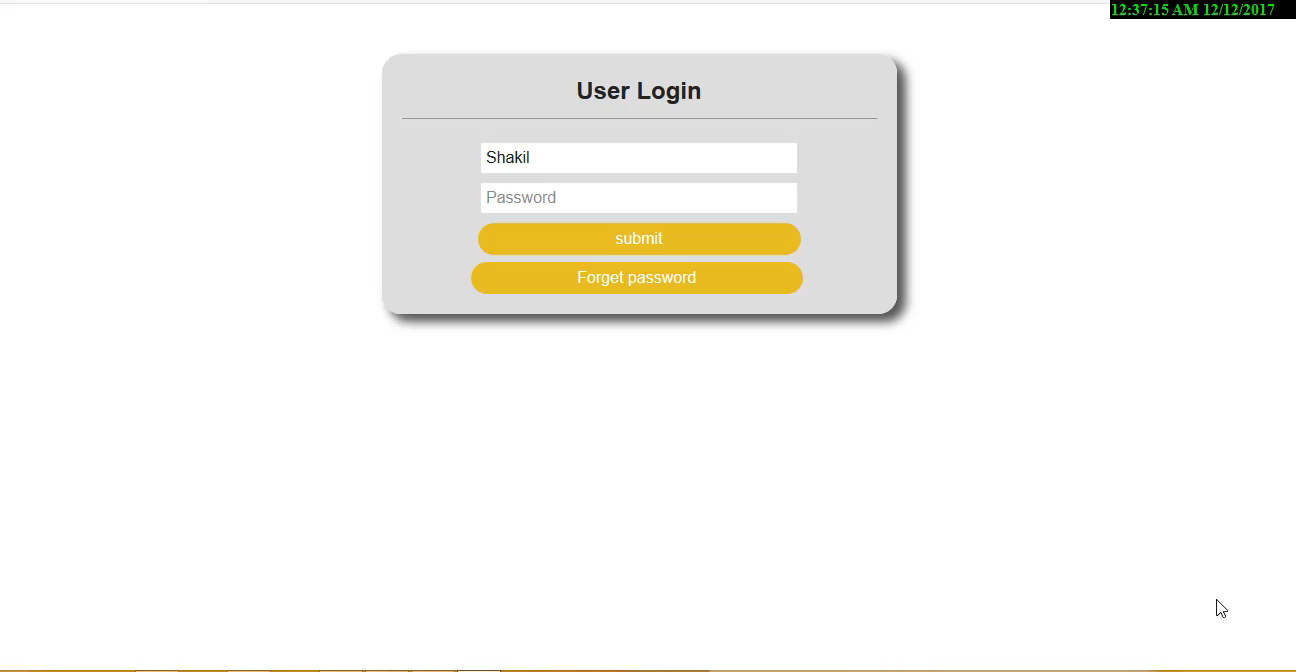 12:37:15 AM 12/12/2017
User Login
Shakil
Password
submit
Forget password